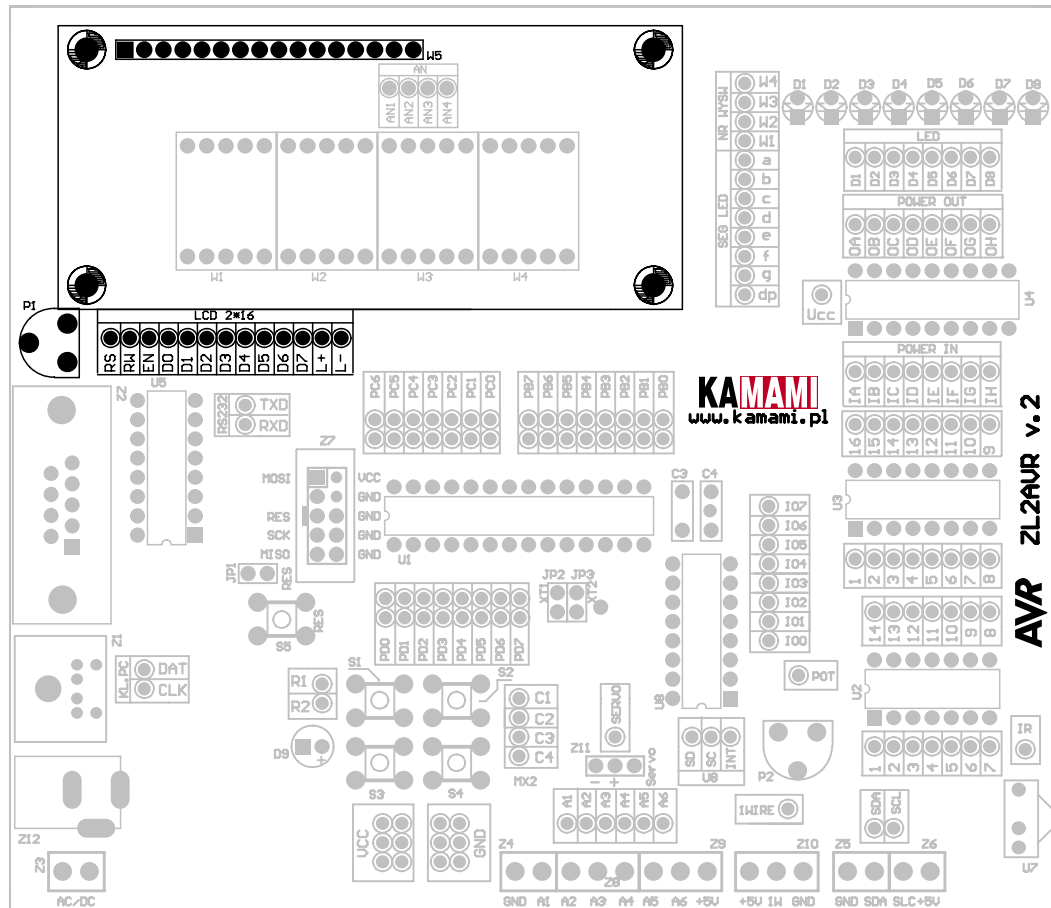 W5
AN
AN1 AN2 AN3 AN4
W1 W2 W3 W4
NR WYSW
W4
W3
W2
W1
SEG LED
a
b
c
d
e
f
g
dp
D1 D2 D3 D4 D5 D6 D7 D8
LED
D1 D2 D3 D4 D5 D6 D7 D8
POWER OUT
OA OB OC OD OE OF OG OH
Ucc
U4
P1
LCD 2*16
RS RW EN D0 D1 D2 D3 D4 D5 D6 D7 L+ L-
POWER IN
IA IB IC ID IE IF IG IH
16 15 14 13 12 11 10 9
U3
1 2 3 4 5 6 7 8
Z2
U5
RS232
TXD
RXD
PC6 PC5 PC4 PC3 PC2 PC1 PC0
PB7 PB6 PB5 PB4 PB3 PB2 PB1 PB0
KAMAMI
www.kamami.pl
AVR ZL2AVR v.2
Z7
MOSI VCC
GND
RES GND
SCK GND
MISO GND
U1
C3 C4
IO7
IO6
IO5
IO4
IO3
IO2
IO1
IO0
JP1
RES
RES
S5
JP2 JP3
XT1 XT2
PD0 PD1 PD2 PD3 PD4 PD5 PD6 PD7
U8
14 13 12 11 10 9 8
U2
1 2 3 4 5 6 7
Z1
KL.PC
DAT
CLK
R1
R2
D9
+
S1 S2
S3 S4
C1
C2
C3
C4
MX2
SERVO
Z11
- +
Servo
SD SC INT
U9
POT
P2
IR
U7
1WIRE
SDA SCL
Z12
Z3
AC/DC
VCC
GND
A1 A2 A3 A4 A5 A6
Z4 Z8 Z9 Z10 Z5 Z6
GND A1 A2 A3 A4 A5 A6 +5V +5V 1W GND GND SDA SLC+5V